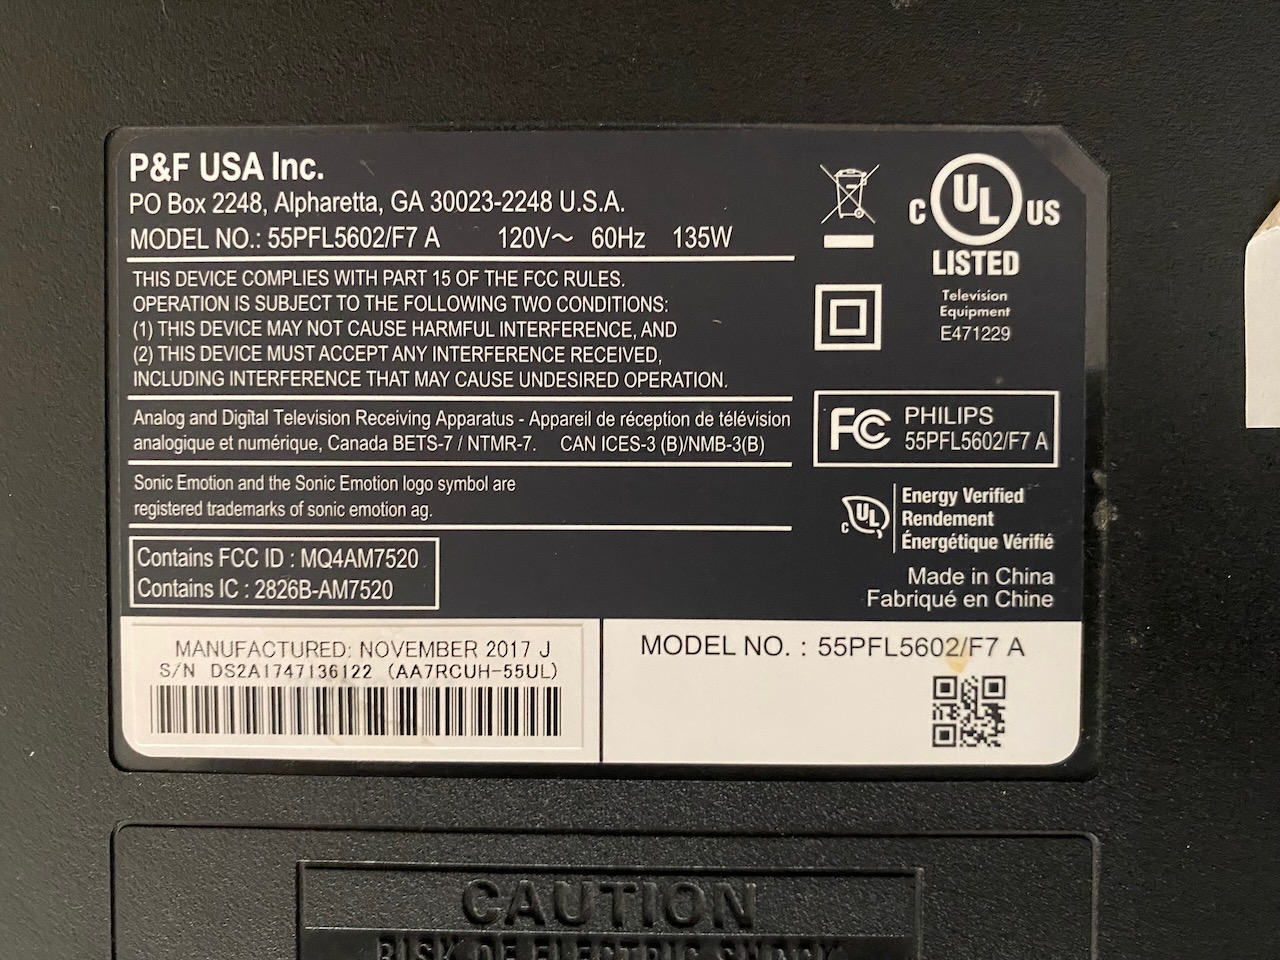 P&F USA Inc.
PO Box 2248, Alpharetta, GA 30023-2248 U.S.A.
MODEL NO.: 55PFL5602/F7 A 120V~ 60Hz 135W
THIS DEVICE COMPLIES WITH PART 15 OF THE FCC RULES.
OPERATION IS SUBJECT TO THE FOLLOWING TWO CONDITIONS:
(1) THIS DEVICE MAY NOT CAUSE HARMFUL INTERFERENCE, AND
(2) THIS DEVICE MUST ACCEPT ANY INTERFERENCE RECEIVED,
INCLUDING INTERFERENCE THAT MAY CAUSE UNDESIRED OPERATION.
Analog and Digital Television Receiving Apparatus - Appareil de réception de télévision
analogique et numérique, Canada BETS-7 / NTMR-7. CAN ICES-3 (B)/NMB-3(B)
Sonic Emotion and the Sonic Emotion logo symbol are
registered trademarks of sonic emotion ag.
Contains FCC ID : MQ4AM7520
Contains IC : 2826B-AM7520
C UL US
LISTED
Television
Equipment
E471229
FC PHILIPS
55PFL5602/F7 A
c UL Energy Verified
Rendement
Énergétique Vérifié
Made in China
Fabriqué en Chine
MANUFACTURED: NOVEMBER 2017 J
S/N DS2A1747136122 (AA7RCUH-55UL)
MODEL NO. : 55PFL5602/F7 A
CAUTION
RISK OF ELECTRIC SHOCK